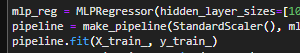 mlp_reg = MLPRegressor(hidden_layer_sizes=[10
pipeline = make_pipeline(StandardScaler(), ml
pipeline.fit(X_train_, y_train_)